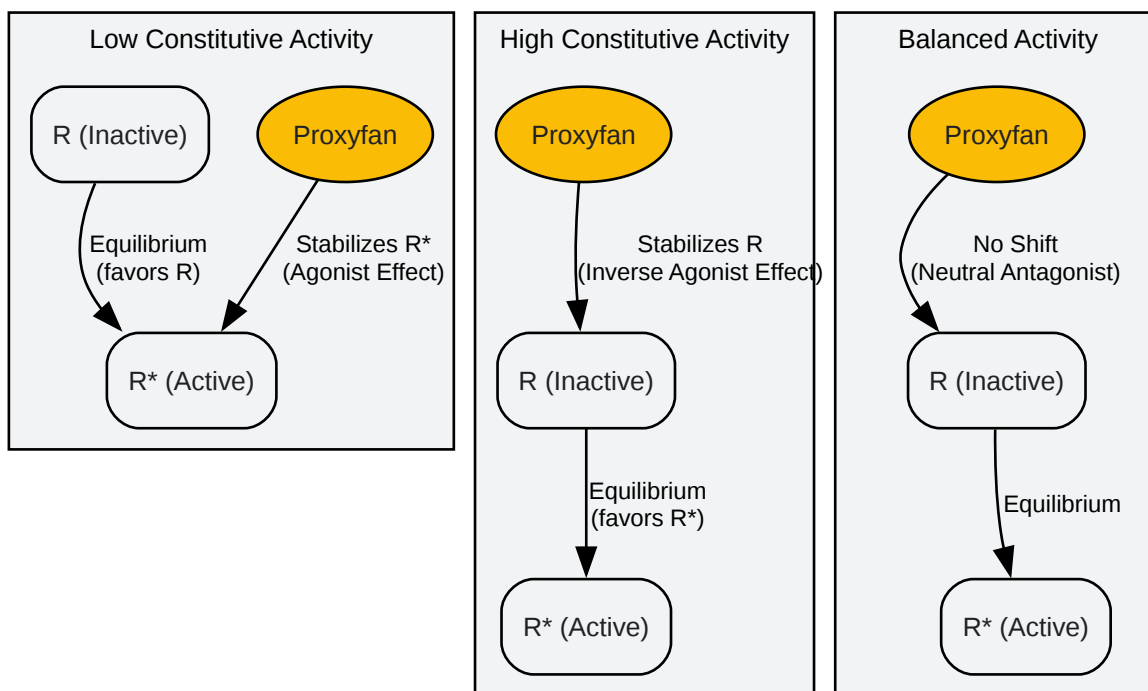 Low Constitutive Activity
R (Inactive)
Proxyfan
Equilibrium
(favors R)
Stabilizes R*
(Agonist Effect)
R* (Active)
High Constitutive Activity
Proxyfan
Stabilizes R
(Inverse Agonist Effect)
R (Inactive)
Equilibrium
(favors R*)
R* (Active)
Balanced Activity
Proxyfan
No Shift
(Neutral Antagonist)
R (Inactive)
Equilibrium
R* (Active)